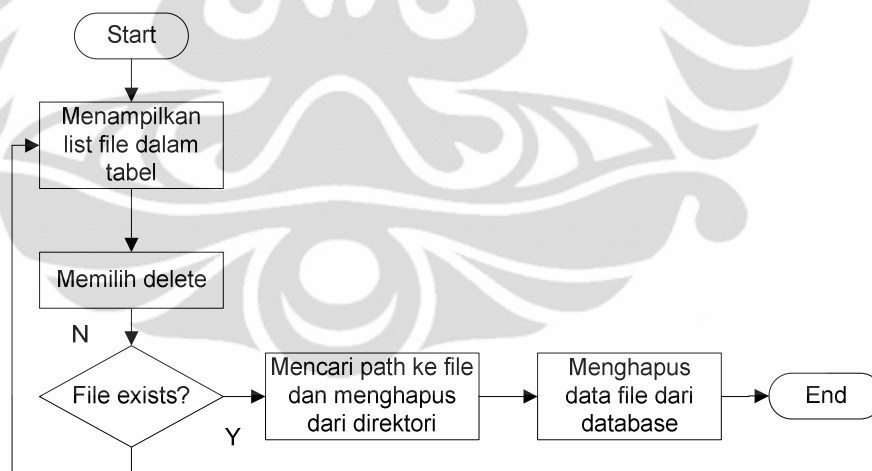 Start
Menampilkan
list file dalam
tabel
Memilih delete
N
File exists?
Y
Mencari path ke file
dan menghapus
dari direktori
Menghapus
data file dari
database
End